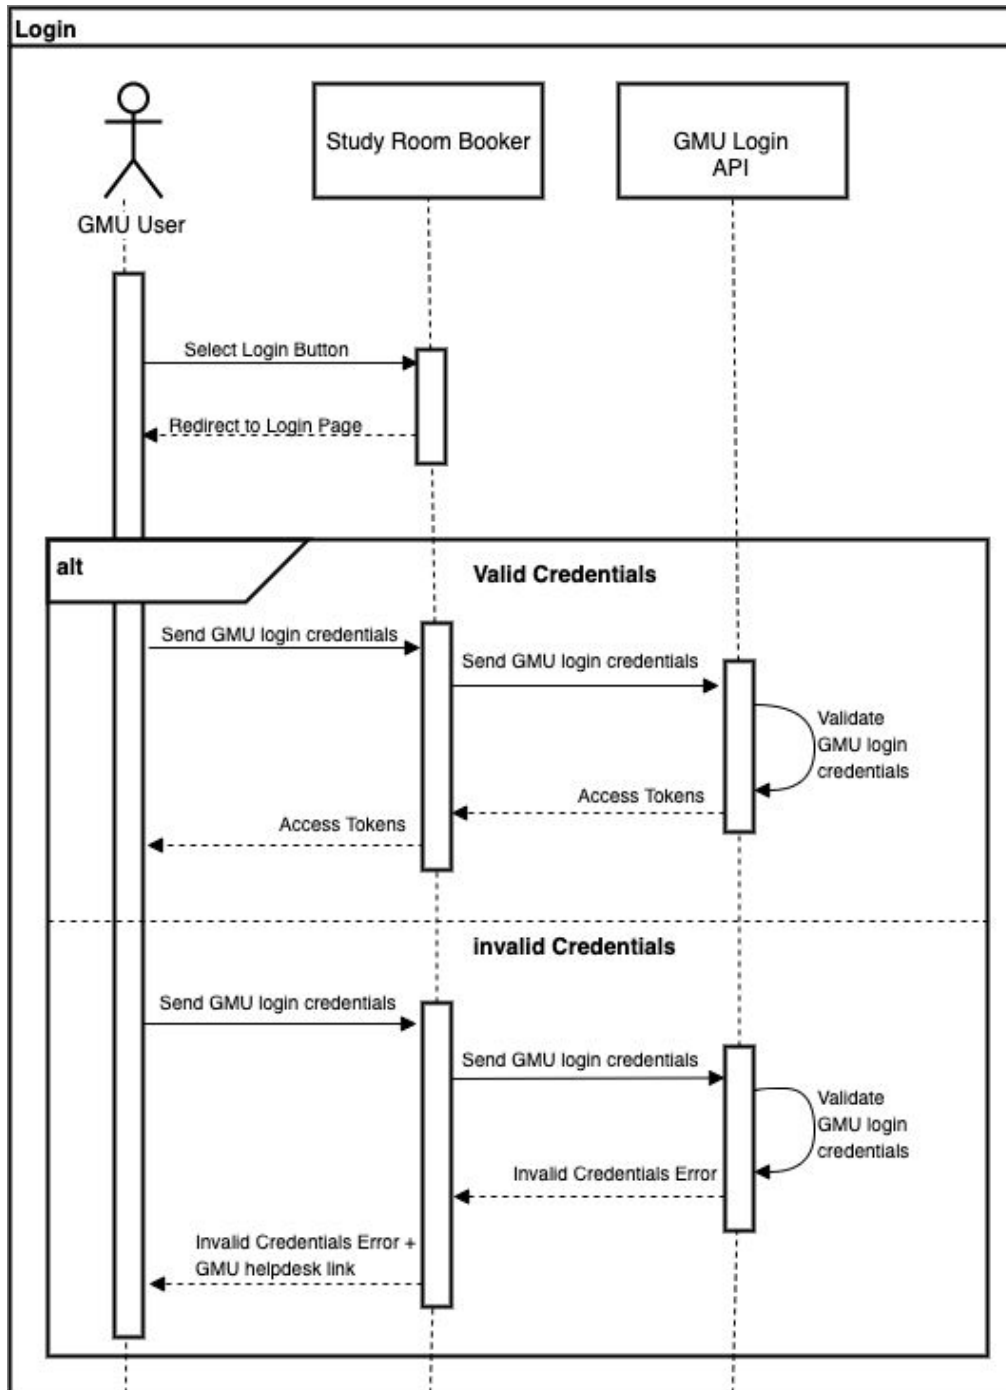 Login
Study Room Booker
GMU Login
API
GMU User
Select Login Button
Redirect to Login Page
alt
Valid Credentials
Send GMU login credentials
Send GMU login credentials
Validate
GMU login
credentials
Access Tokens
Access Tokens
invalid Credentials
Send GMU login credentials
Send GMU login credentials
Validate
GMU login
credentials
Invalid Credentials Error
Invalid Credentials Error +
GMU helpdesk link